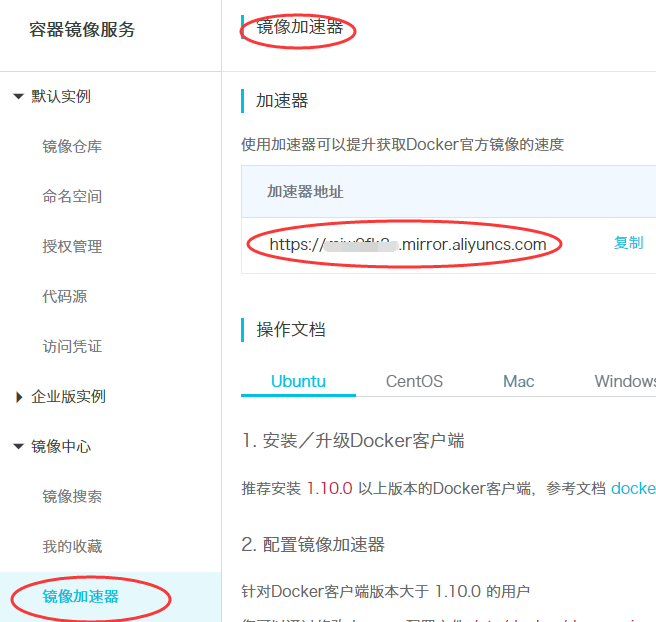 容器镜像服务
默认实例
镜像仓库
命名空间
授权管理
代码源
访问凭证
企业版实例
镜像中心
镜像搜索
我的收藏
镜像加速器
镜像加速器
加速器
使用加速器可以提升获取Docker官方镜像的速度
加速器地址
https:// .mirror.aliyuncs.com 复制
操作文档
Ubuntu CentOS Mac Windows
1. 安装／升级Docker客户端
推荐安装 1.10.0 以上版本的Docker客户端，参考文档 docke
2. 配置镜像加速器
针对Docker客户端版本大于 1.10.0 的用户